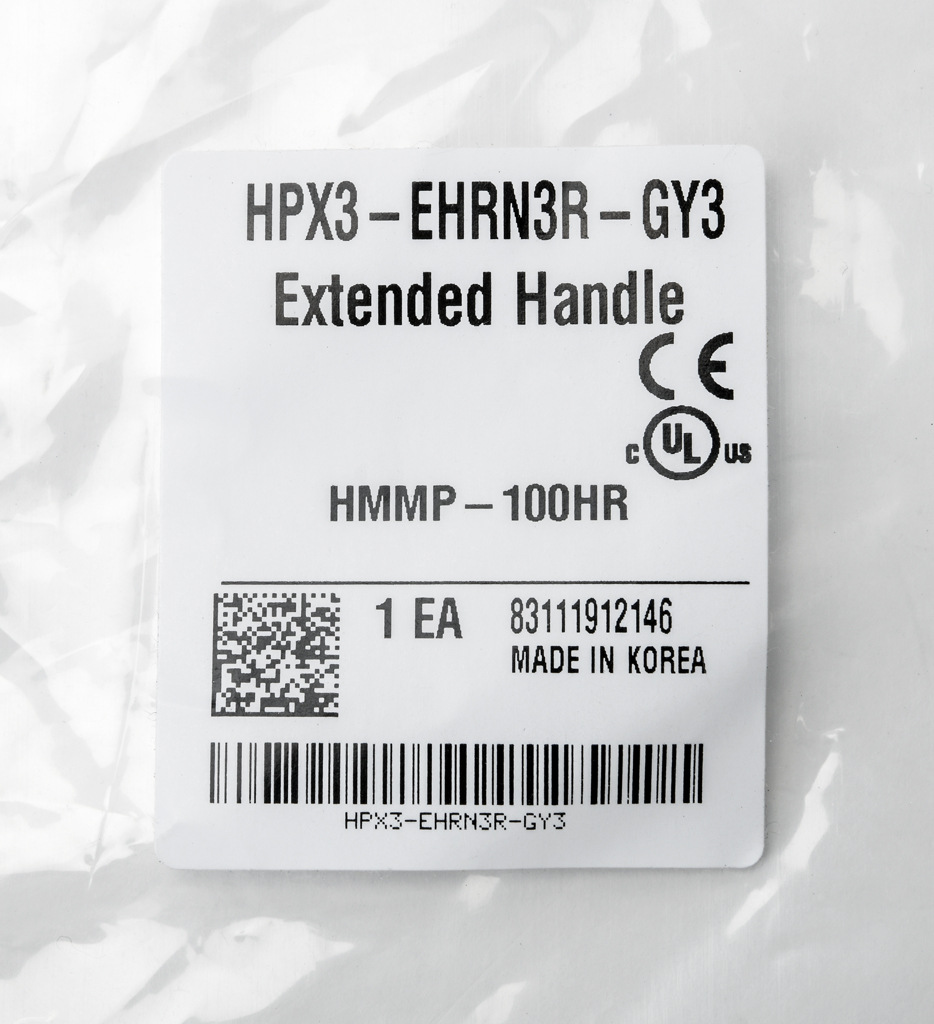 HPX3-EHRN3R-GY3
Extended Handle
CE
c UL us
HMMP-100HR
1 EA 83111912146
MADE IN KOREA
HPX3-EHRN3R-GY3